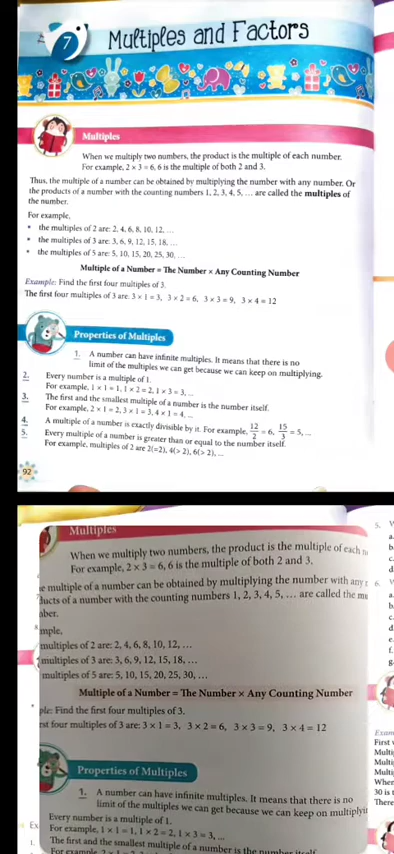 7
Multiples and Factors
Multiples
When we multiply two numbers, the product is the multiple of each number.
For example, 2 × 3 = 6, 6 is the multiple of both 2 and 3.
Thus, the multiple of a number can be obtained by multiplying the number with any number. Or
the products of a number with the counting numbers 1, 2, 3, 4, 5, … are called the multiples of
the number.
For example,
• the multiples of 2 are: 2, 4, 6, 8, 10, 12, …
• the multiples of 3 are: 3, 6, 9, 12, 15, 18, …
• the multiples of 5 are: 5, 10, 15, 20, 25, 30, …
Multiple of a Number = The Number × Any Counting Number
Example: Find the first four multiples of 3.
The first four multiples of 3 are: 3 × 1 = 3, 3 × 2 = 6, 3 × 3 = 9, 3 × 4 = 12
Properties of Multiples
1. A number can have infinite multiples. It means that there is no
limit of the multiples we can get because we can keep on multiplying.
2. Every number is a multiple of 1.
For example, 1 × 1 = 1, 1 × 2 = 2, 1 × 3 = 3, …
3. The first and the smallest multiple of a number is the number itself.
For example, 2 × 1 = 2, 3 × 1 = 3, 4 × 1 = 4, …
4. A multiple of a number is exactly divisible by it. For example, 12/2 = 6, 15/3 = 5, …
5. Every multiple of a number is greater than or equal to the number itself.
For example, multiples of 2 are 2(=2), 4(> 2), 6(> 2), …
92
Multiples
When we multiply two numbers, the product is the multiple of each
For example, 2 × 3 = 6, 6 is the multiple of both 2 and 3.
e multiple of a number can be obtained by multiplying the number with any
ducts of a number with the counting numbers 1, 2, 3, 4, 5, … are called the
ber.
mple,
multiples of 2 are: 2, 4, 6, 8, 10, 12, …
multiples of 3 are: 3, 6, 9, 12, 15, 18, …
multiples of 5 are: 5, 10, 15, 20, 25, 30, …
Multiple of a Number = The Number × Any Counting Number
ple: Find the first four multiples of 3.
rst four multiples of 3 are: 3 × 1 = 3, 3 × 2 = 6, 3 × 3 = 9, 3 × 4 = 12
Properties of Multiples
1. A number can have infinite multiples. It means that there is no
limit of the multiples we can get because we can keep on multiplyi
Every number is a multiple of 1.
For example, 1 × 1 = 1, 1 × 2 = 2, 1 × 3 = 3, …
The first and the smallest multiple of a number is the number itself
Ex
1.
5.
a.
b.
c.
d
6.
a.
b.
c.
d
e.
f.
g.
Exam
First
Multi
Multi
Multi
When
30 is
There